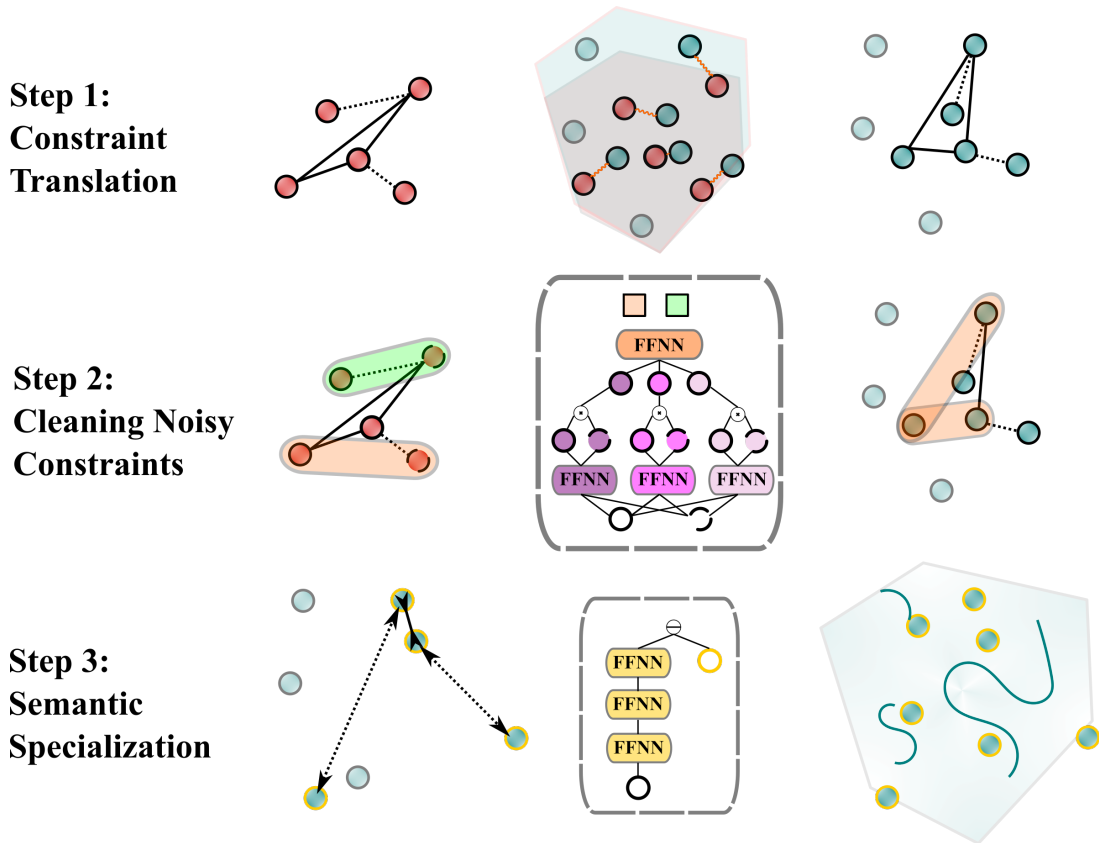 Step 1:
Constraint
Translation
Step 2:
Cleaning Noisy
Constraints
FFNN
FFNN FFNN FFNN
Step 3:
Semantic
Specialization
FFNN
FFNN
FFNN